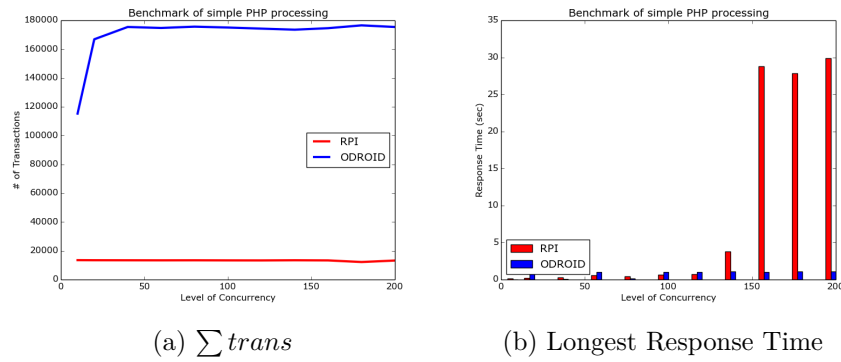 Benchmark of simple PHP processing
180000
160000
140000
120000
100000
80000
60000
40000
20000
0
# of Transactions
RPI
ODROID
0 50 100 150 200
Level of Concurrency
(a) ∑ trans
Benchmark of simple PHP processing
35
30
25
20
15
10
5
0
Response Time (sec)
RPI
ODROID
0 50 100 150 200
Level of Concurrency
(b) Longest Response Time